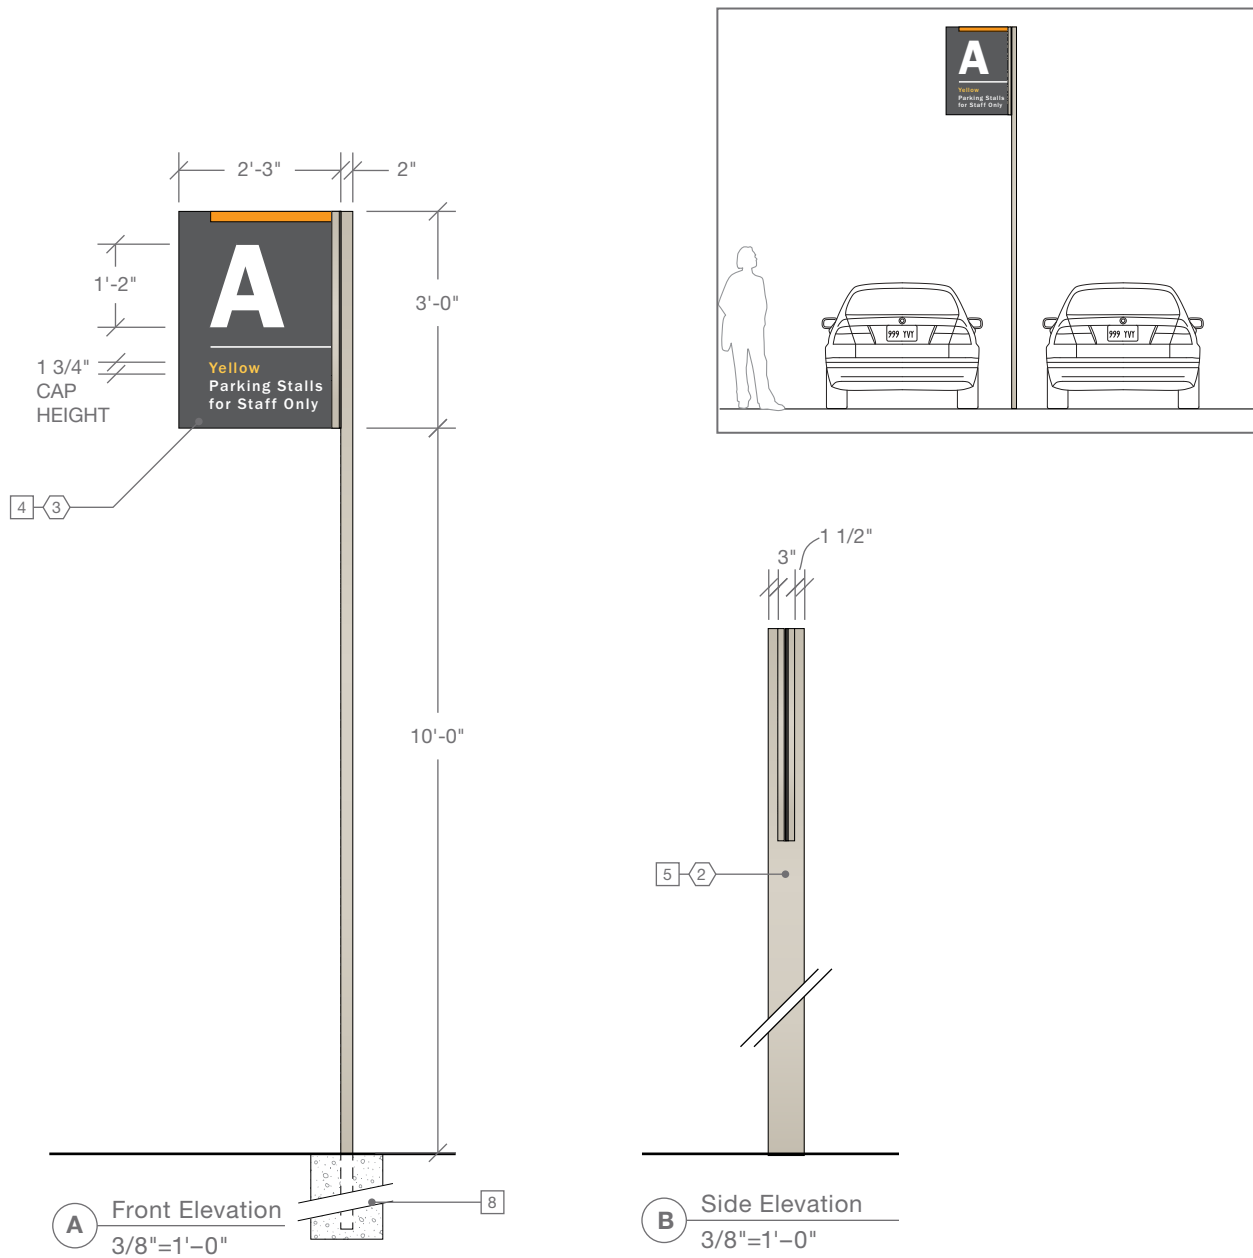 A
Yellow
Parking Stalls
for Staff Only
999 YVY
999 YVY
2'-3"
2"
1'-2"
3'-0"
A
1 3/4"
CAP
HEIGHT
Yellow
Parking Stalls
for Staff Only
4
3
10'-0"
8
A
Front Elevation
3/8"=1'–0"
1 1/2"
3"
5
2
B
Side Elevation
3/8"=1'–0"